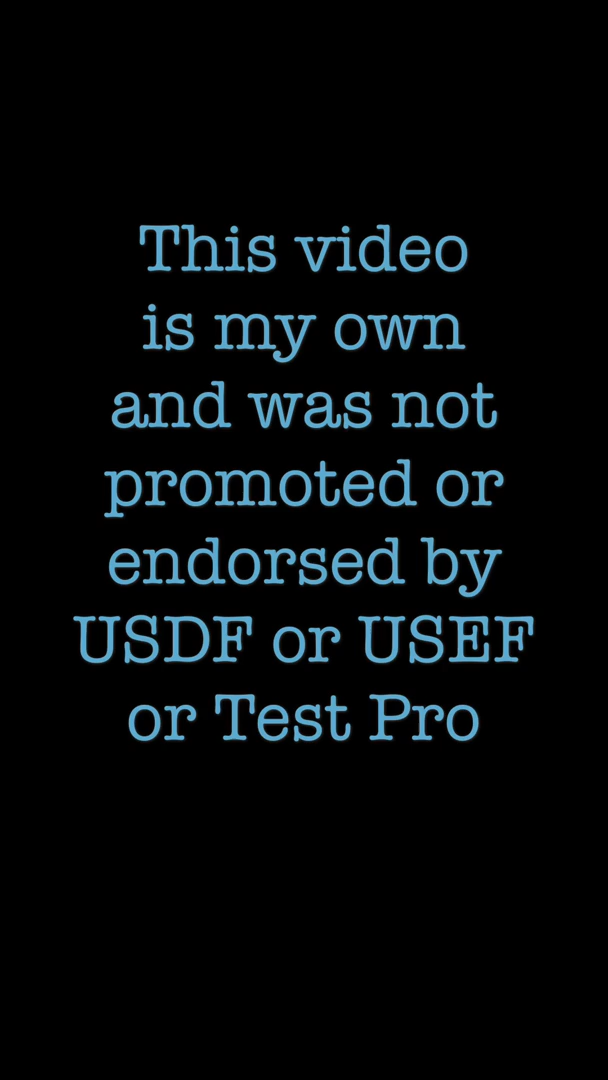 This video
is my own
and was not
promoted or
endorsed by
USDF or USEF
or Test Pro